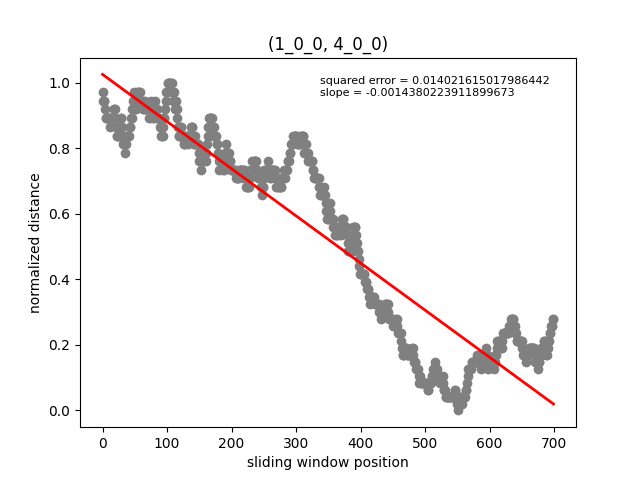 (1_0_0, 4_0_0)
squared error = 0.014021615017986442
slope = -0.0014380223911899673
normalized distance
1.0
0.8
0.6
0.4
0.2
0.0
0 100 200 300 400 500 600 700
sliding window position